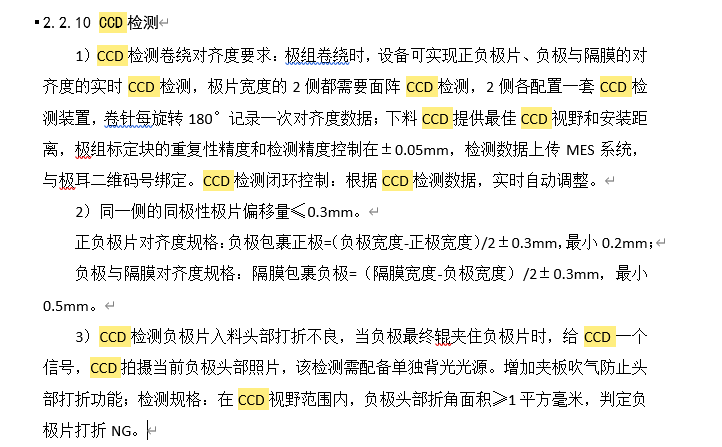 2.2.10 CCD检测
1）CCD检测卷绕对齐度要求：极组卷绕时，设备可实现正负极片、负极与隔膜的对
齐度的实时 CCD 检测，极片宽度的 2 侧都需要面阵 CCD 检测，2 侧各配置一套 CCD 检
测装置，卷针每旋转 180°记录一次对齐度数据；下料 CCD 提供最佳 CCD 视野和安装距
离，极组标定块的重复性精度和检测精度控制在±0.05mm，检测数据上传 MES 系统，
与极耳二维码号绑定。CCD 检测闭环控制：根据 CCD 检测数据，实时自动调整。
2）同一侧的同极性极片偏移量≤0.3mm。
正负极片对齐度规格：负极包裹正极=（负极宽度-正极宽度）/2±0.3mm，最小 0.2mm；
负极与隔膜对齐度规格：隔膜包裹负极=（隔膜宽度-负极宽度）/2±0.3mm，最小
0.5mm。
3）CCD 检测负极片入料头部打折不良，当负极最终辊夹住负极片时，给 CCD 一个
信号，CCD 拍摄当前负极头部照片，该检测需配备单独背光光源。增加夹板吹气防止头
部打折功能；检测规格：在 CCD 视野范围内，负极头部折角面积≥1 平方毫米，判定负
极片打折 NG。